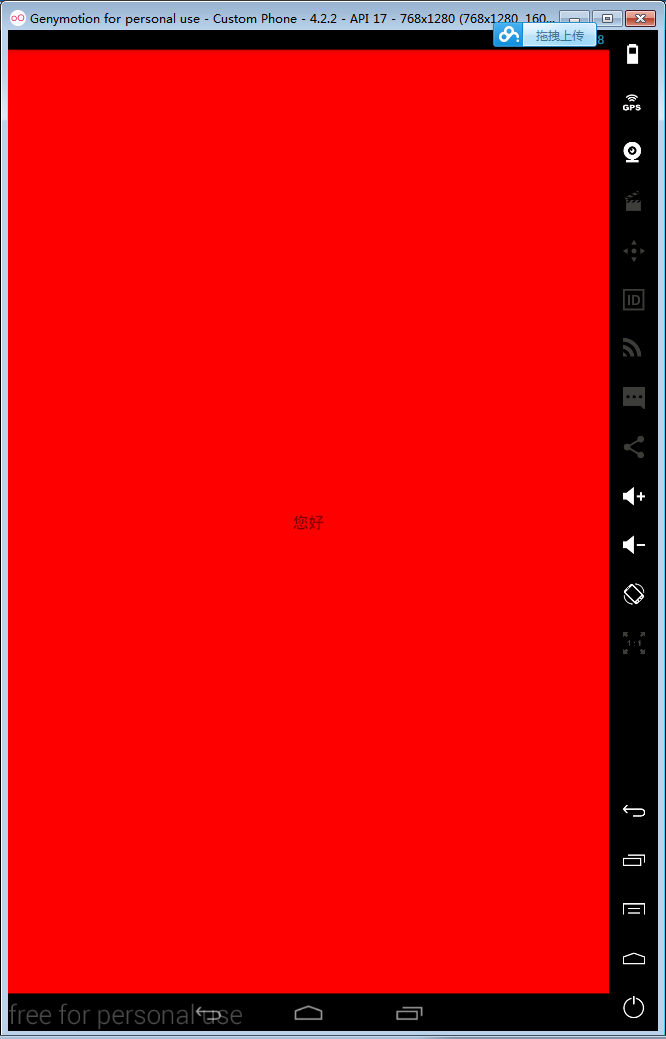 Genymotion for personal use - Custom Phone - 4.2.2 - API 17 - 768x1280 (768x1280, 160...
拖拽上传
8
GPS
ID
您好
1:1
free for personal use